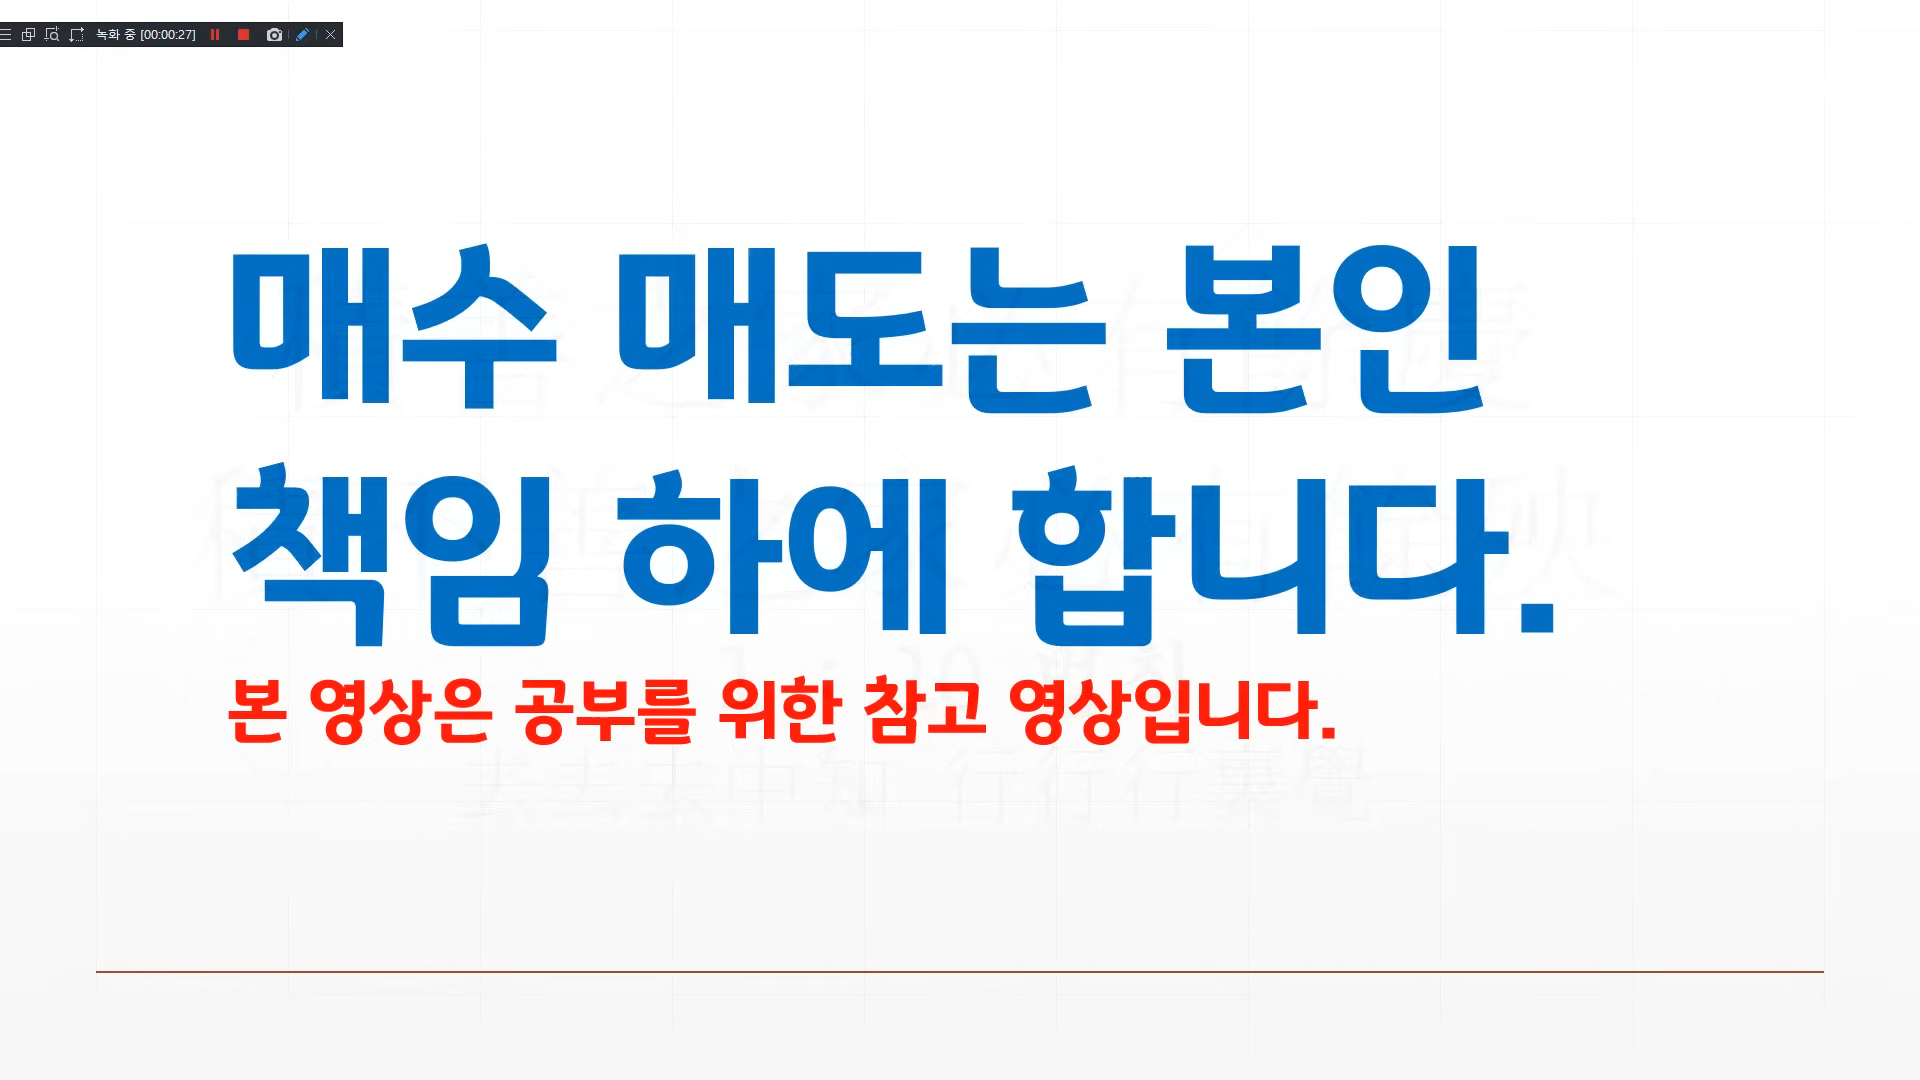 녹화 중 [00:00:27]
매수 매도는 본인
책임 하에 합니다.
본 영상은 공부를 위한 참고 영상입니다.